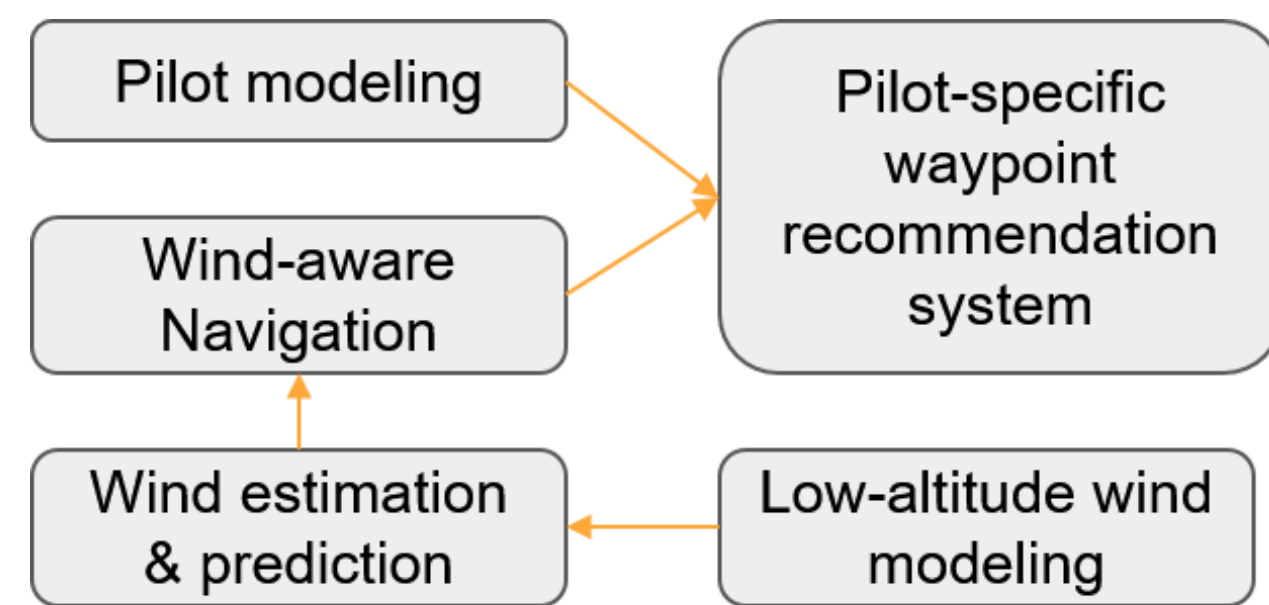 Pilot modeling
Pilot-specific
waypoint
recommendation
system
Wind-aware
Navigation
Wind estimation
& prediction
Low-altitude wind
modeling